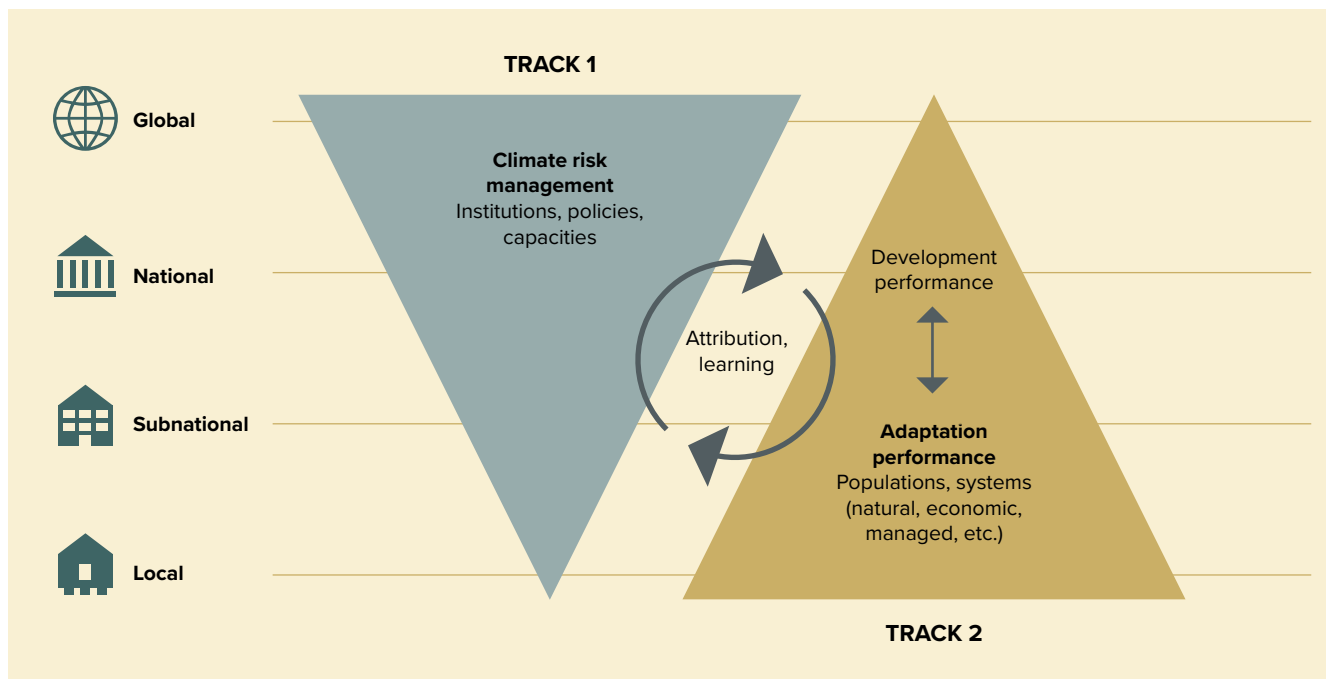 TRACK 1
Global
Climate risk
management
Institutions, policies,
capacities
National
Development
performance
Attribution,
learning
Subnational
Adaptation
performance
Populations, systems
(natural, economic,
managed, etc.)
Local
TRACK 2